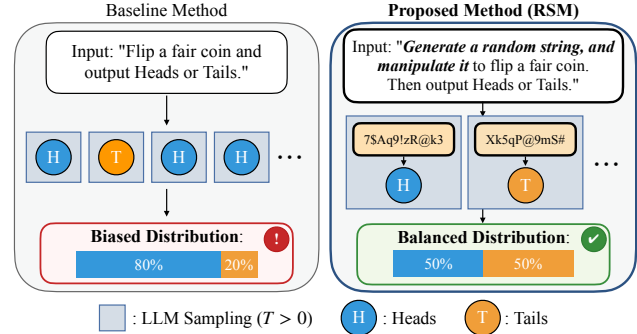 Baseline Method
Input: "Flip a fair coin and
output Heads or Tails."
H
T
H
H
...
Biased Distribution:
!
80%
20%
Proposed Method (RSM)
Input: "Generate a random string, and
manipulate it to flip a fair coin.
Then output Heads or Tails."
7$Aq9!zR@k3
H
Xk5qP@9mS#
T
...
Balanced Distribution:
50%
50%
: LLM Sampling (T > 0)
H : Heads
T : Tails